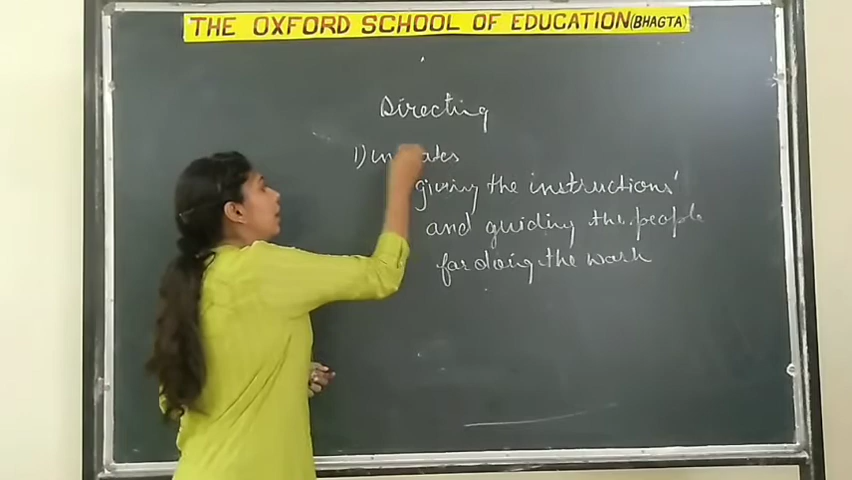 THE OXFORD SCHOOL OF EDUCATION(BHAGTA)
Directing
1)
giving the instructions
and guiding the people
for doing the work